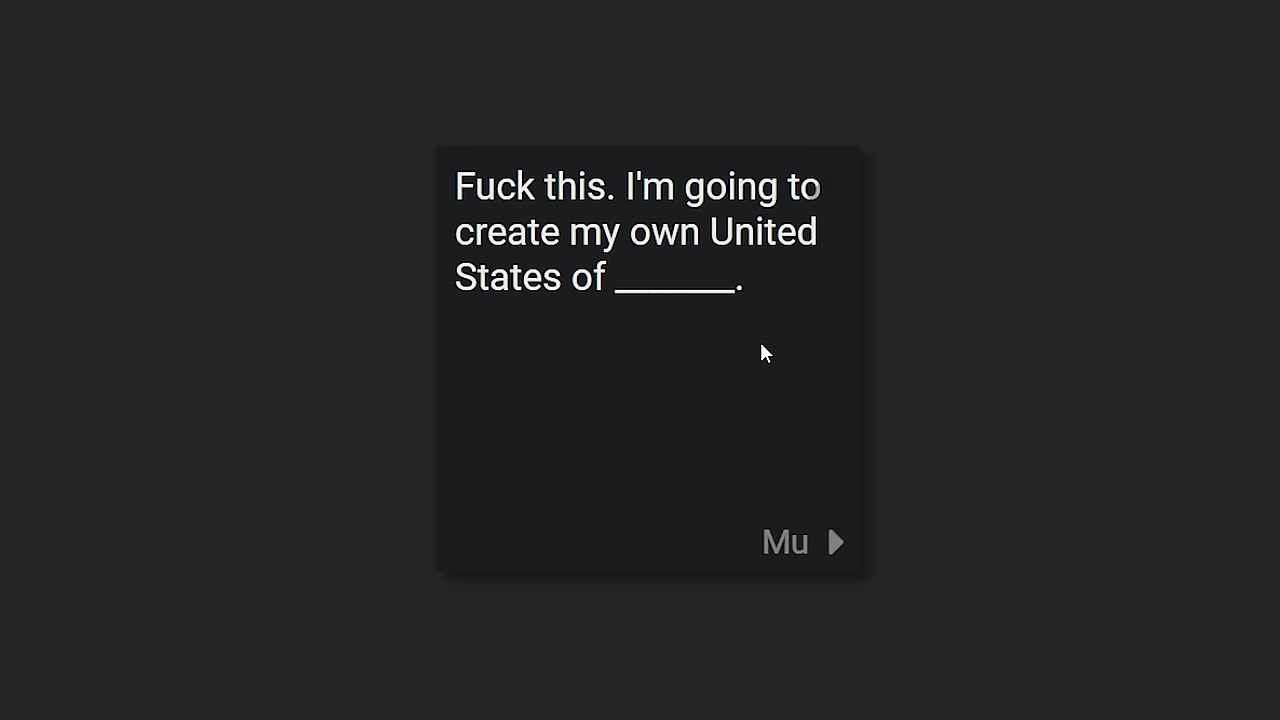 Fuck this. I'm going to
create my own United
States of _______.
Mu